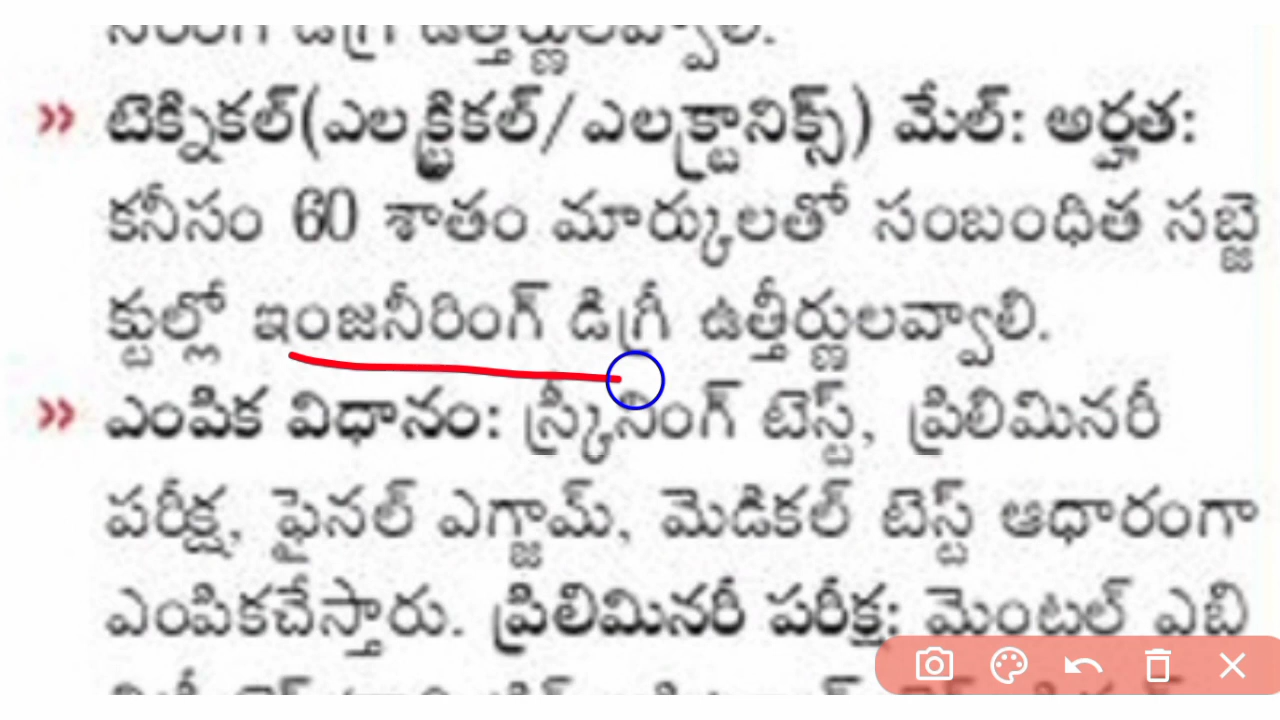 » టెక్నికల్(ఎలక్ట్రికల్/ఎలక్ట్రానిక్స్) మేల్: అర్హత:
కనీసం 60 శాతం మార్కులతో సంబంధిత సబ్జె
క్టుల్లో ఇంజనీరింగ్ డిగ్రీ ఉత్తీర్ణులవ్వాలి.
» ఎంపిక విధానం: స్క్రీనింగ్ టెస్ట్, ప్రిలిమినరీ
పరీక్ష, ఫైనల్ ఎగ్జామ్, మెడికల్ టెస్ట్ ఆధారంగా
ఎంపికచేస్తారు. ప్రిలిమినరీ పరీక్ష: మెంటల్ ఎబి